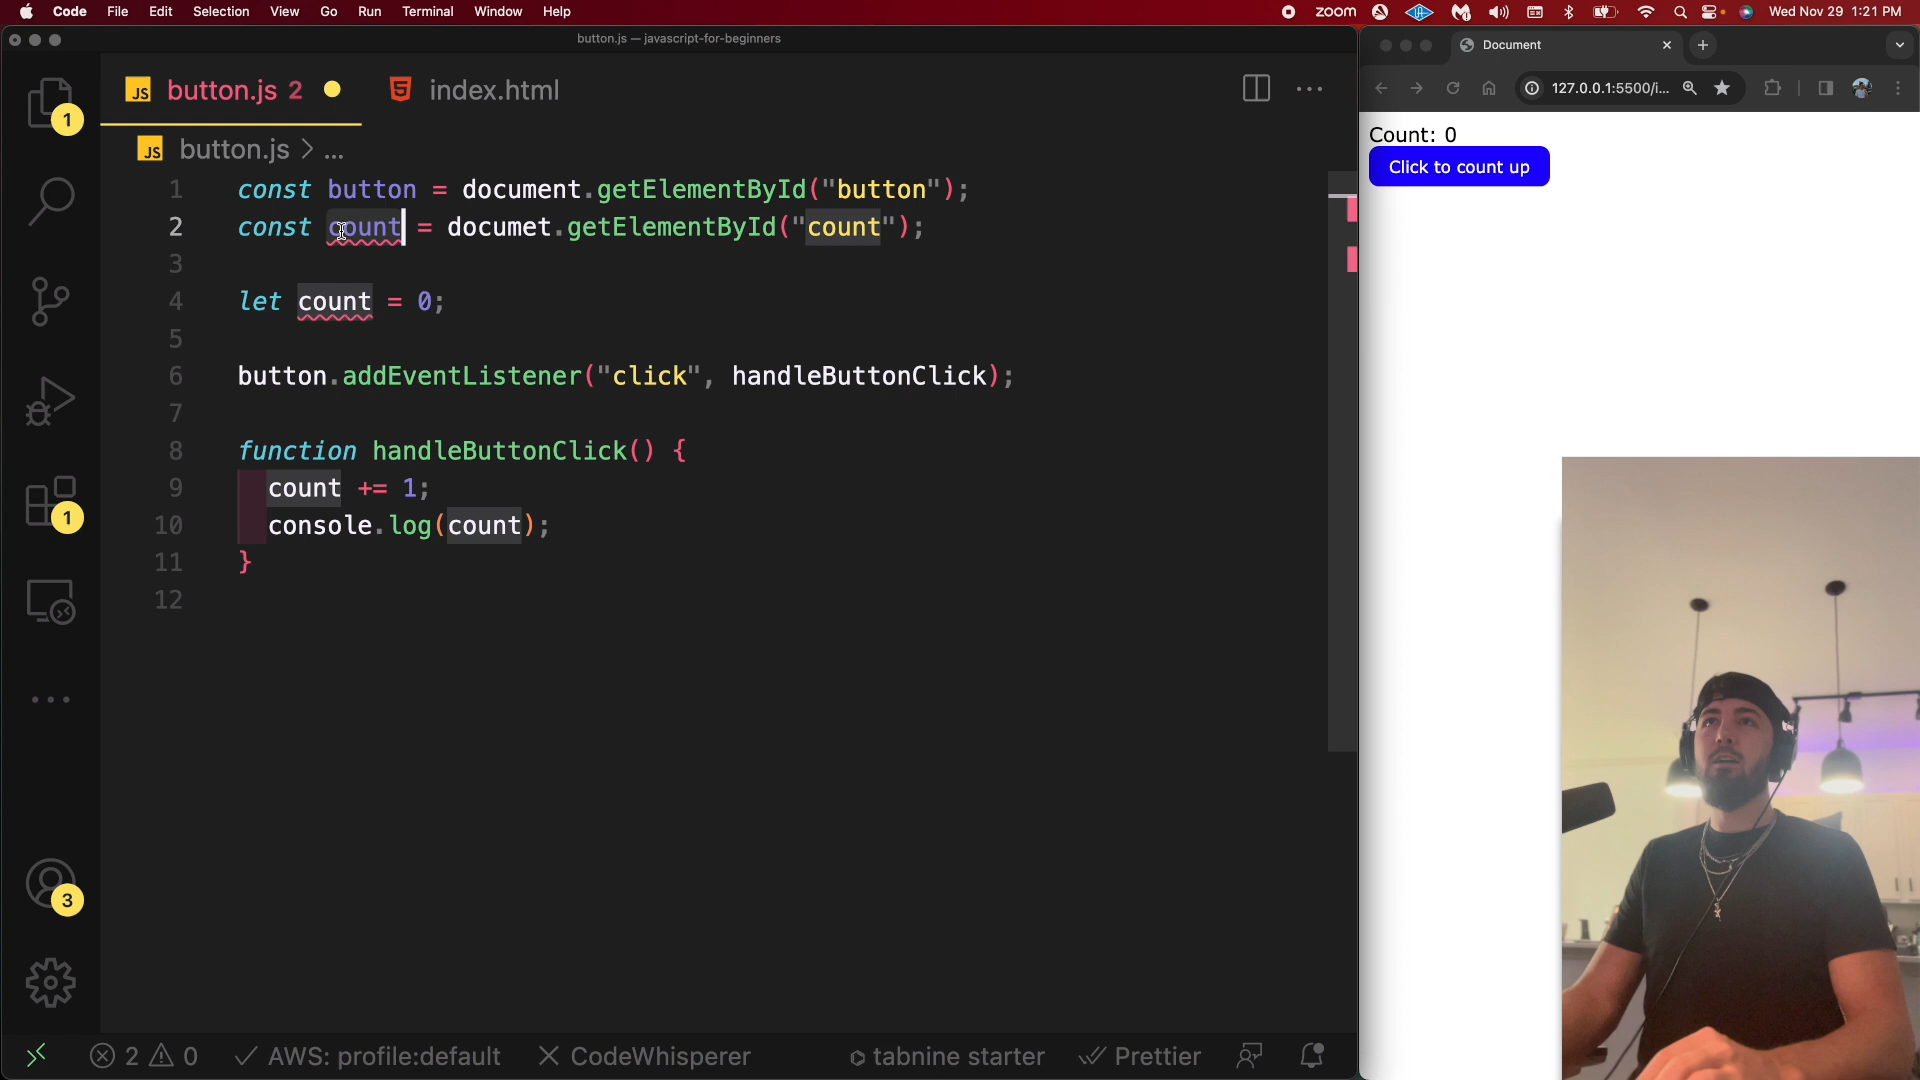 Code File Edit Selection View Go Run Terminal Window Help
zoom
Wed Nov 29 1:21 PM
button.js — javascript-for-beginners
JS button.js 2
index.html
JS button.js > ...
1 const button = document.getElementById("button");
2 const count = documet.getElementById("count");
3
4 let count = 0;
5
6 button.addEventListener("click", handleButtonClick);
7
8 function handleButtonClick() {
9 count += 1;
10 console.log(count);
11 }
12
1
1
3
2 0 AWS: profile:default CodeWhisperer tabnine starter Prettier
Document
127.0.0.1:5500/i...
Count: 0
Click to count up